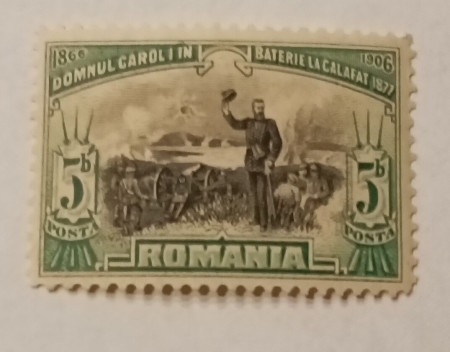 1866 1906
DOMNUL CAROL I IN BATERIE LA CALAFAT 1877
5b 5b
POSTA POSTA
ROMANIA